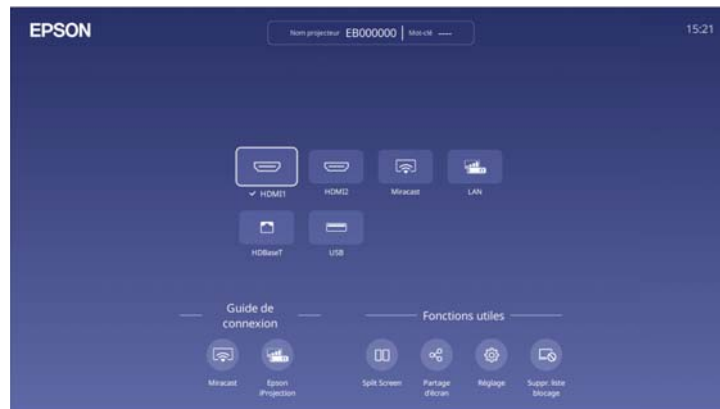 EPSON
Nom projecteur EB000000 | Mot-clé ----
15:21
✓ HDMI1
HDMI2
Miracast
LAN
HDBaseT
USB
Guide de
connexion
Fonctions utiles
Miracast
Epson
iProjection
Split Screen
Partage
d'écran
Réglage
Suppr. liste
blocage